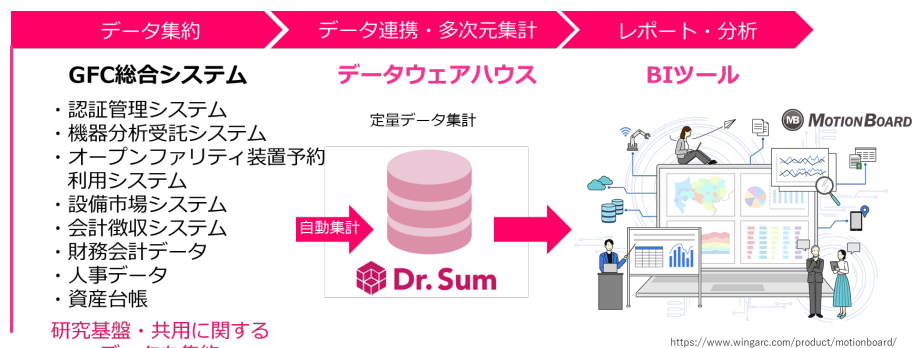 データ集約
データ連携・多次元集計
レポート・分析
GFC総合システム
・認証管理システム
・機器分析受託システム
・オープンファリティ装置予約
利用システム
・設備市場システム
・会計徴収システム
・財務会計データ
・人事データ
・資産台帳
研究基盤・共用に関する
データウェアハウス
定量データ集計
自動集計
Dr.Sum
BIツール
MB MOTIONBOARD
https://www.wingarc.com/product/motionboard/